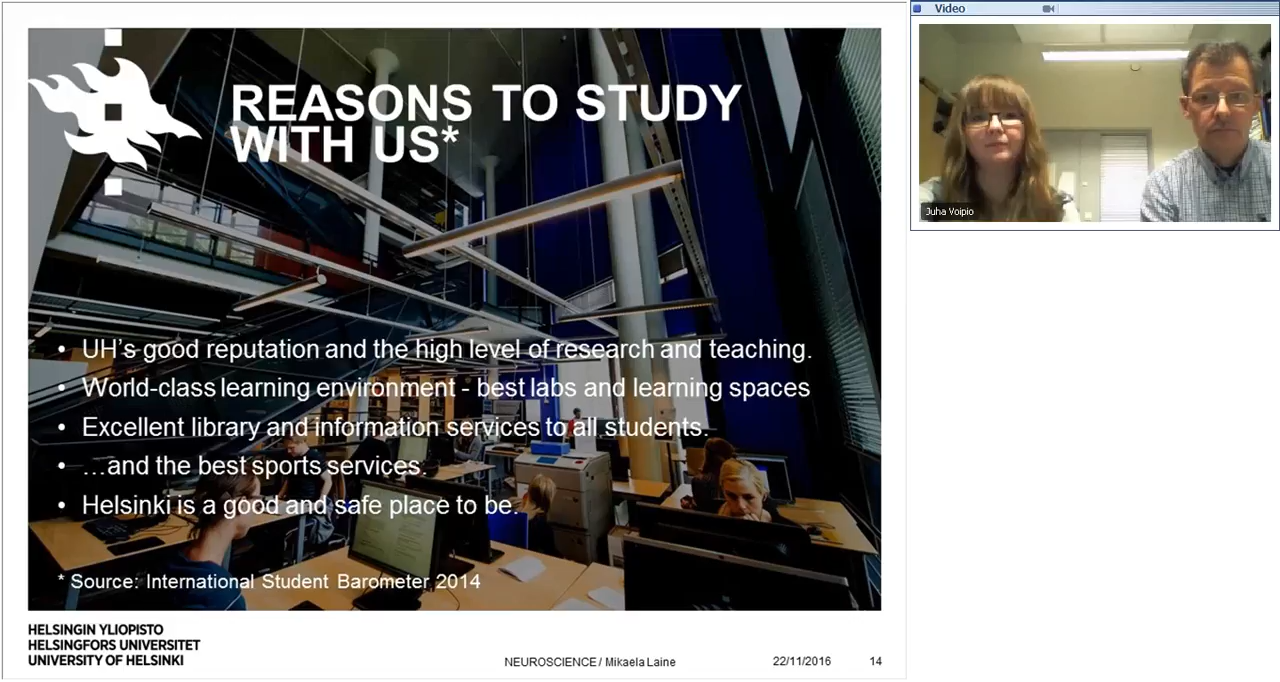 REASONS TO STUDY
WITH US*
• UH’s good reputation and the high level of research and teaching.
• World-class learning environment - best labs and learning spaces
• Excellent library and information services to all students.
• …and the best sports services.
• Helsinki is a good and safe place to be.
* Source: International Student Barometer 2014
HELSINGIN YLIOPISTO
HELSINGFORS UNIVERSITET
UNIVERSITY OF HELSINKI
NEUROSCIENCE / Mikaela Laine
22/11/2016
14
Video
Juha Voipio